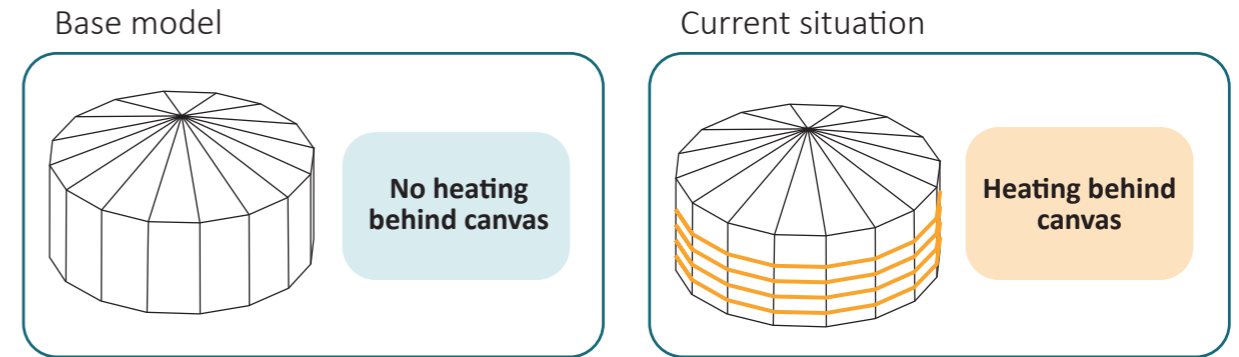 Base model
No heating
behind canvas
Current situation
Heating behind
canvas